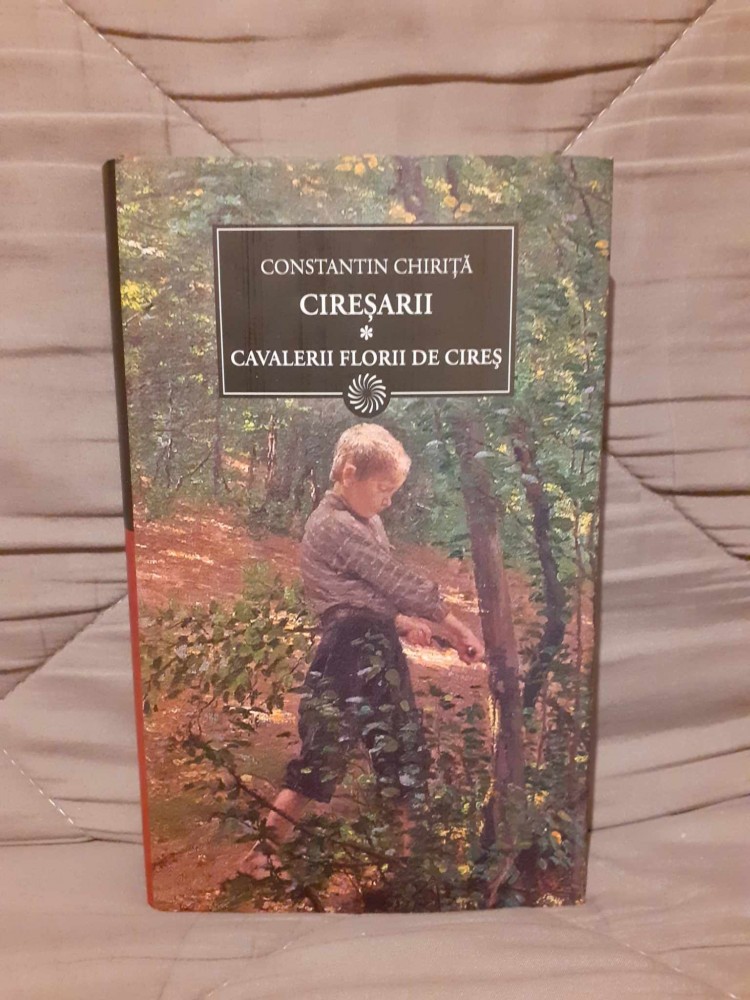 CONSTANTIN CHIRIȚĂ
CIREȘARII
*
CAVALERII FLORII DE CIREȘ